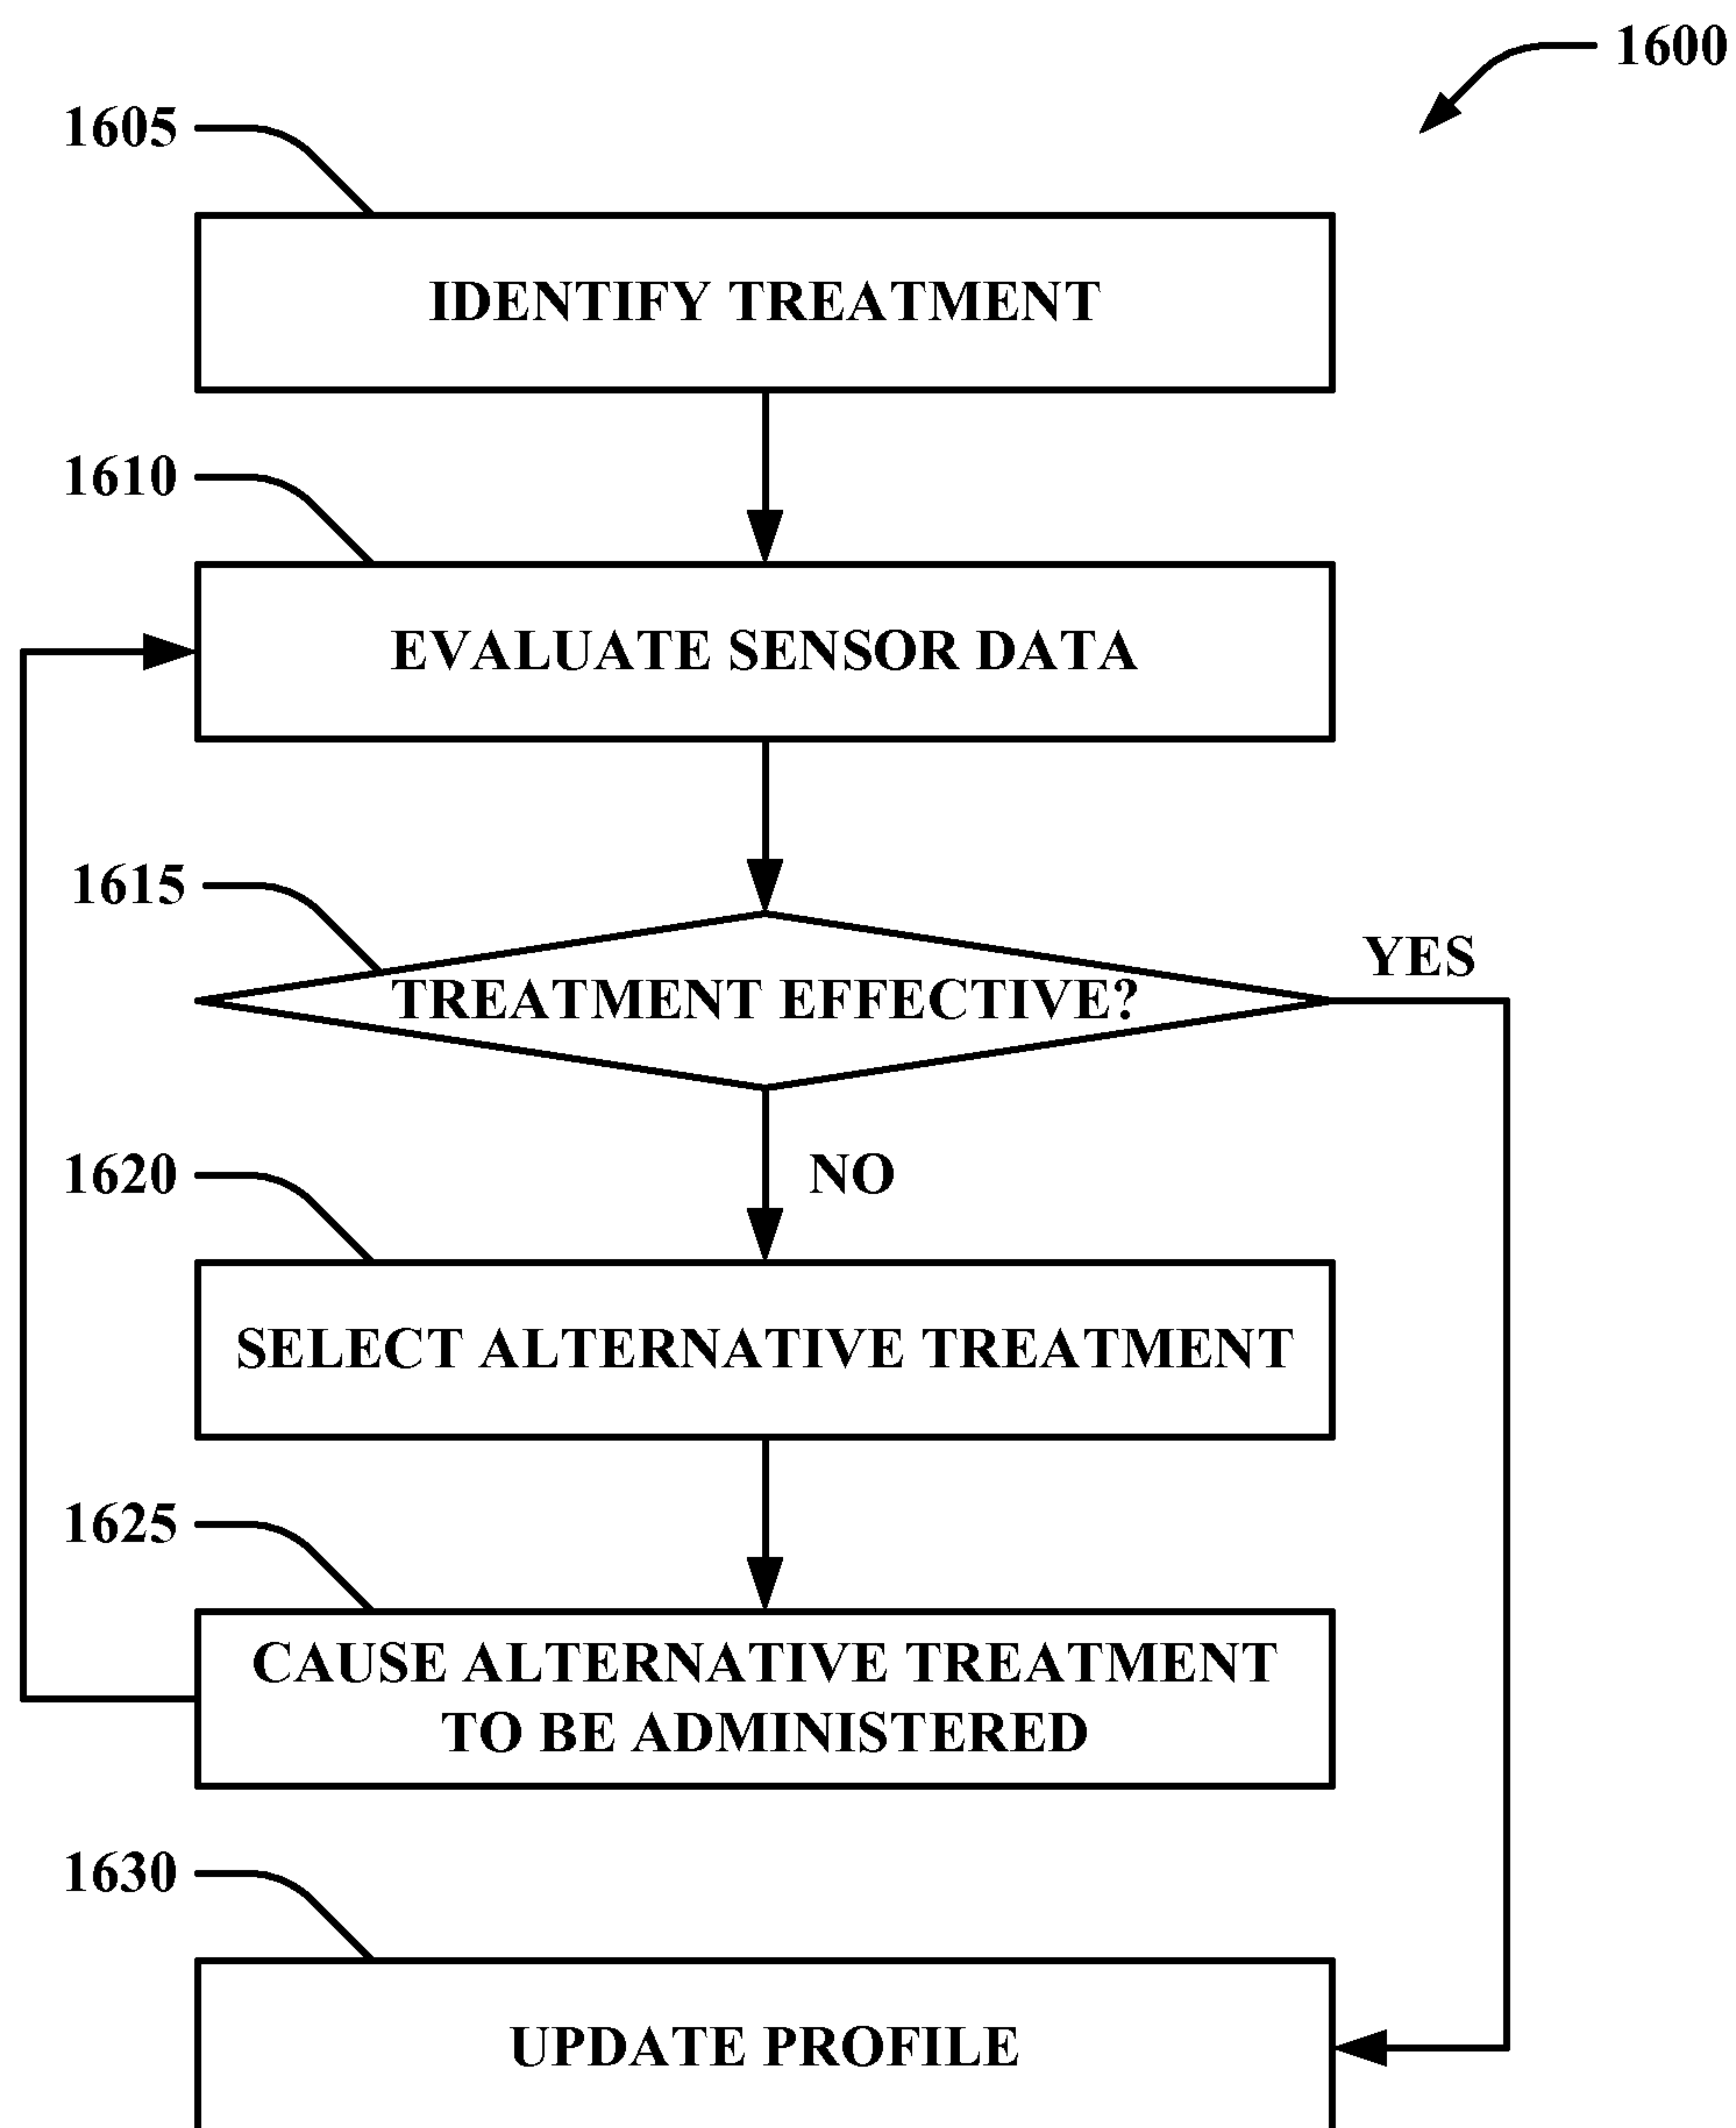 1600
1605
IDENTIFY TREATMENT
1610
EVALUATE SENSOR DATA
1615
TREATMENT EFFECTIVE?
YES
NO
1620
SELECT ALTERNATIVE TREATMENT
1625
CAUSE ALTERNATIVE TREATMENT
TO BE ADMINISTERED
1630
UPDATE PROFILE